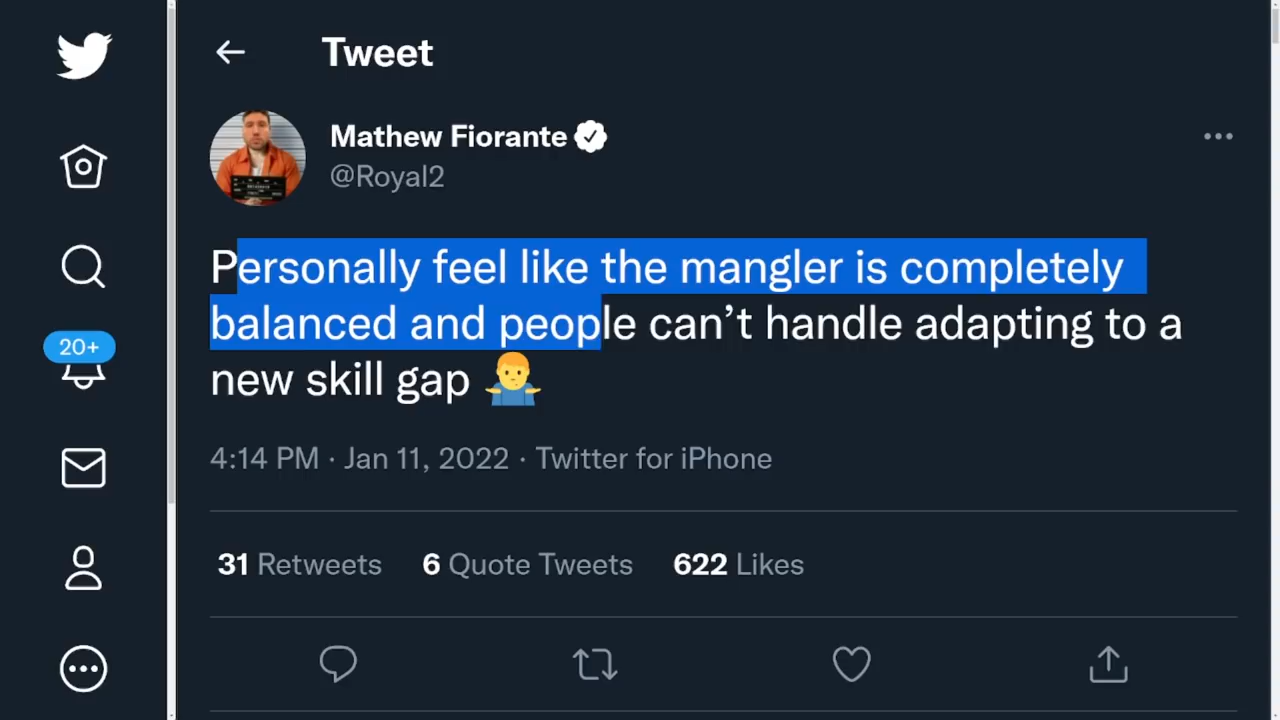 Tweet
Mathew Fiorante
@Royal2
Personally feel like the mangler is completely
balanced and people can’t handle adapting to a
new skill gap 🤷‍♂️
4:14 PM · Jan 11, 2022 · Twitter for iPhone
20+
31 Retweets 6 Quote Tweets 622 Likes